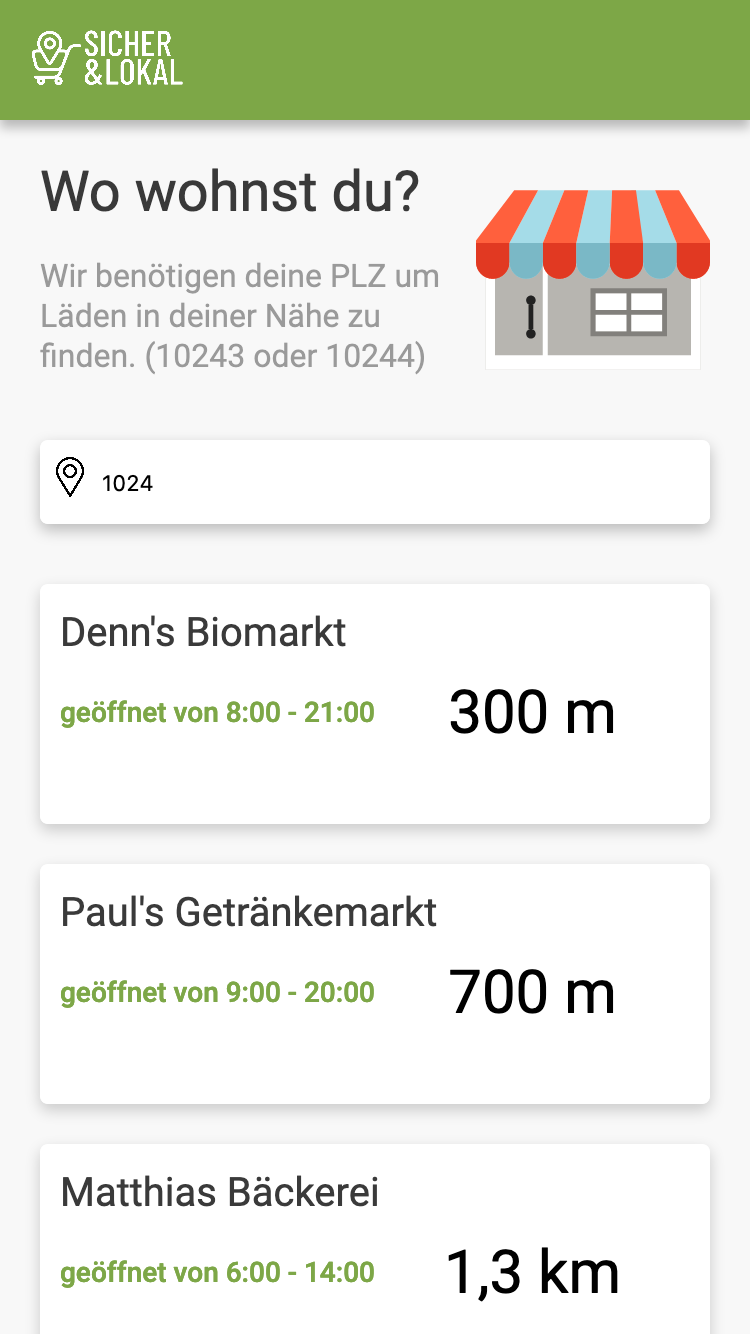 SICHER
&LOKAL
Wo wohnst du?
Wir benötigen deine PLZ um
Läden in deiner Nähe zu
finden. (10243 oder 10244)
1024
Denn's Biomarkt
geöffnet von 8:00 - 21:00
300 m
Paul's Getränkemarkt
geöffnet von 9:00 - 20:00
700 m
Matthias Bäckerei
geöffnet von 6:00 - 14:00
1,3 km